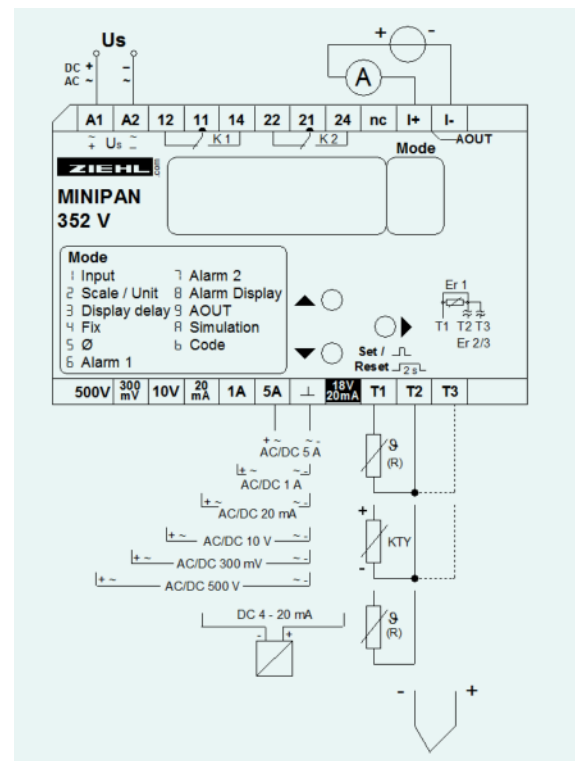 Us
DC + −
AC ~ ~
+ -
A
A1 A2 12 11 14 22 21 24 nc I+ I-
~ Us ~ K 1 K 2 AOUT
+ −
Mode
ZIEHL.com
MINIPAN
352 V
Mode
1 Input 7 Alarm 2
2 Scale / Unit 8 Alarm Display
3 Display delay 9 AOUT
4 Fix A Simulation
5 Ø b Code
6 Alarm 1
Er 1
T1 T2 T3
Er 2/3
Set /
Reset 2 s
500V 300 mV 10V 20 mA 1A 5A ⊥ 18V 20mA T1 T2 T3
+ ~ ~ -
AC/DC 5 A
+ ~ ~ -
AC/DC 1 A
+ ~ ~ -
AC/DC 20 mA
+ ~ ~ -
AC/DC 10 V
+ ~ ~ -
AC/DC 300 mV
+ ~ ~ -
AC/DC 500 V
DC 4 - 20 mA
- +
ϑ
(R)
+
KTY
-
ϑ
(R)
- +